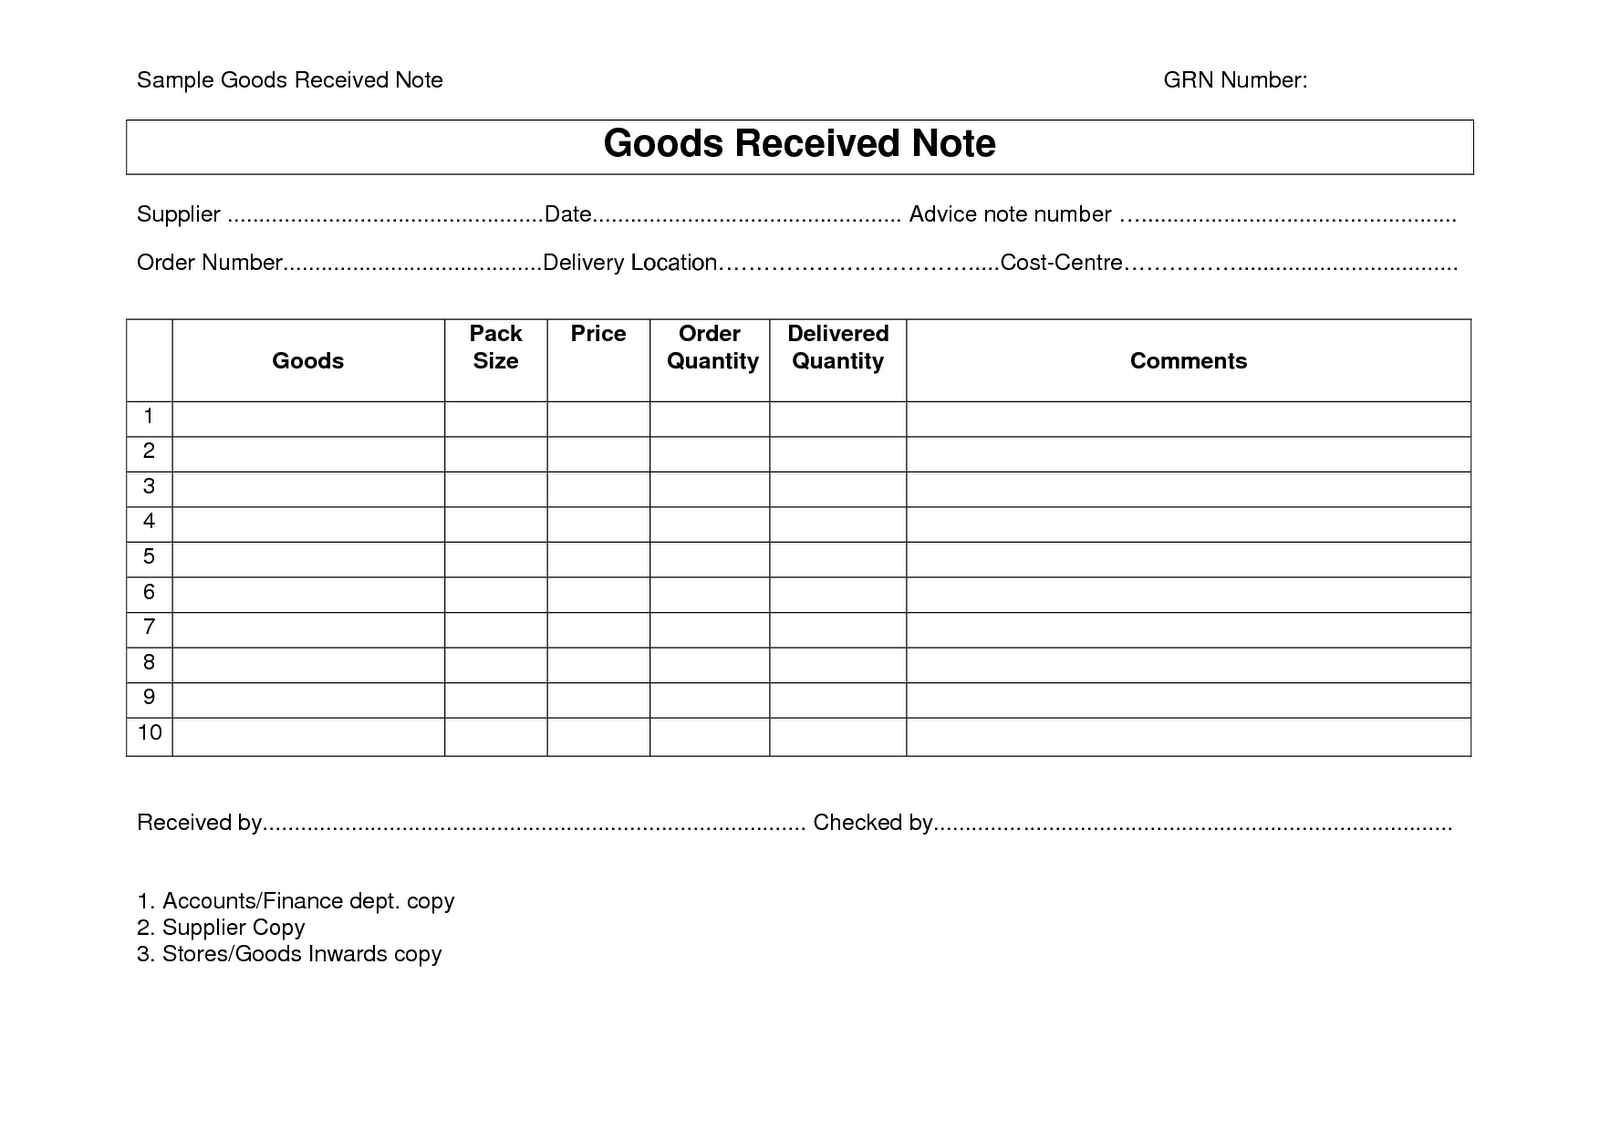 Sample Goods Received Note GRN Number:
Goods Received Note
Supplier ..................................................Date................................................. Advice note number …..................................................
Order Number.........................................Delivery Location…………………………….....Cost-Centre……………...................................
Goods Pack Size Price Order Quantity Delivered Quantity Comments
1
2
3
4
5
6
7
8
9
10
Received by...................................................................................... Checked by..................................................................................
1. Accounts/Finance dept. copy
2. Supplier Copy
3. Stores/Goods Inwards copy